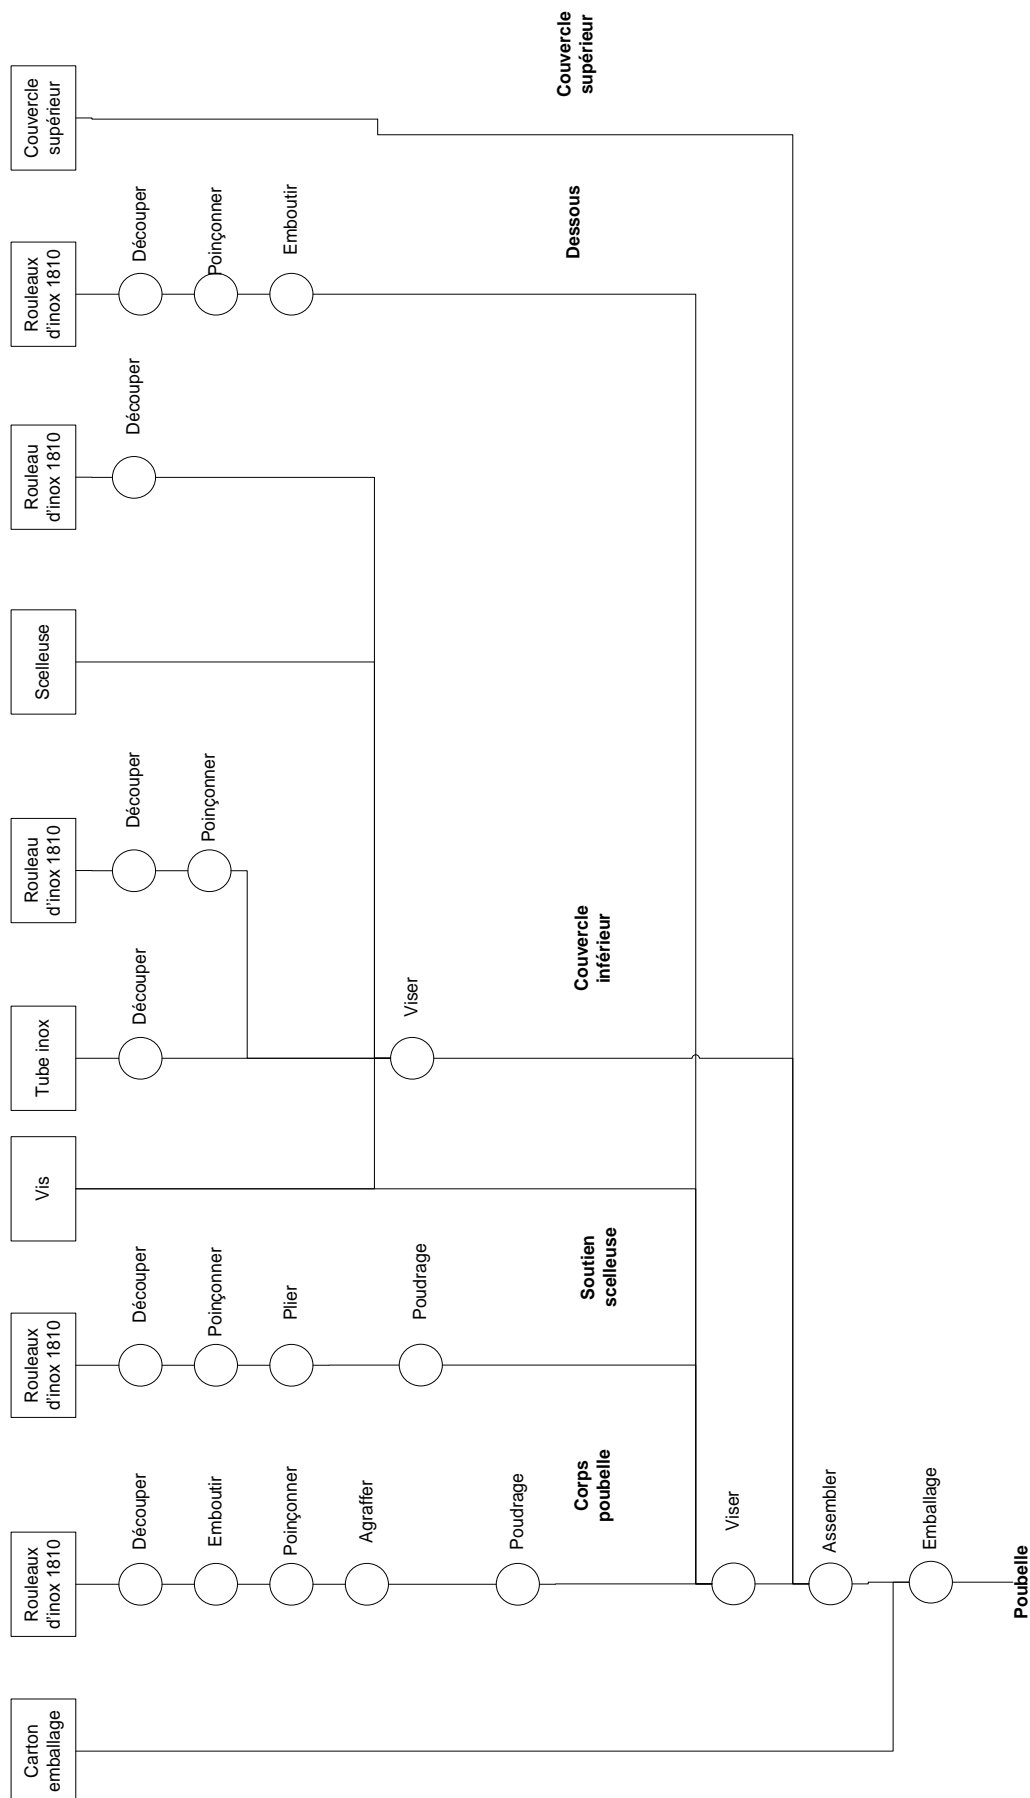 Carton
emballage
Rouleaux
d'inox 1810
Rouleaux
d'inox 1810
Vis
Tube inox
Rouleau
d'inox 1810
Scelleuse
Rouleau
d'inox 1810
Rouleaux
d'inox 1810
Couvercle
supérieur
Découper
Découper
Découper
Découper
Découper
Découper
Emboutir
Poinçonner
Poinçonner
Poinçonner
Poinçonner
Plier
Emboutir
Agraffer
Poudrage
Viser
Poudrage
Corps
poubelle
Soutien
scelleuse
Couvercle
inférieur
Dessous
Couvercle
supérieur
Viser
Assembler
Emballage
Poubelle